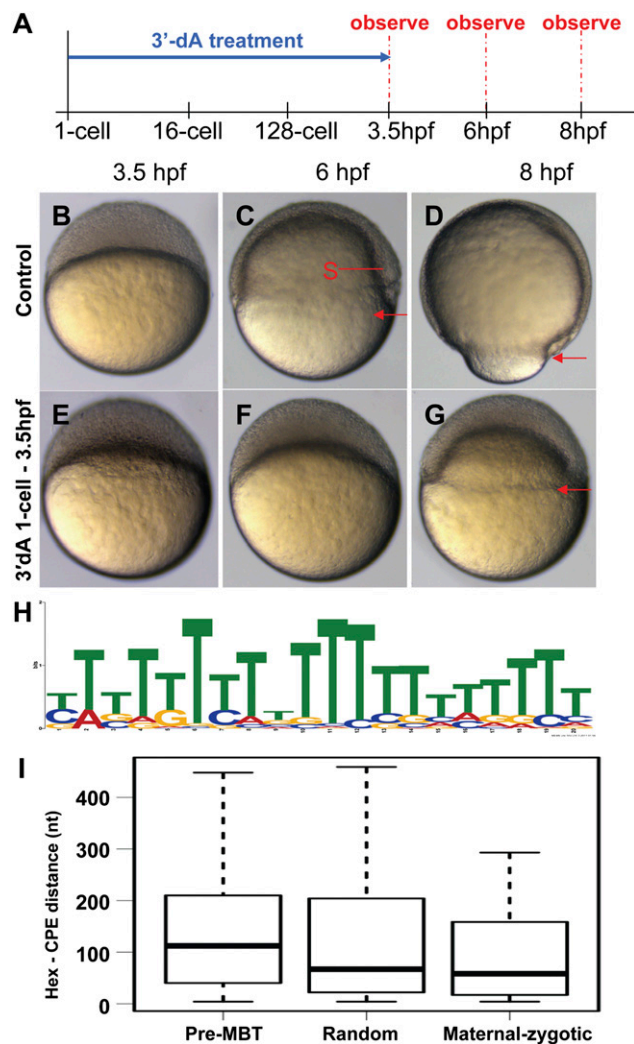 A
3'-dA treatment
observe observe observe
1-cell 16-cell 128-cell 3.5hpf 6hpf 8hpf
3.5 hpf 6 hpf 8 hpf
Control
B C D
S
3'dA 1-cell - 3.5hpf
E F G
H
I
Hex - CPE distance (nt)
400
300
200
100
0
Pre-MBT Random Maternal-zygotic